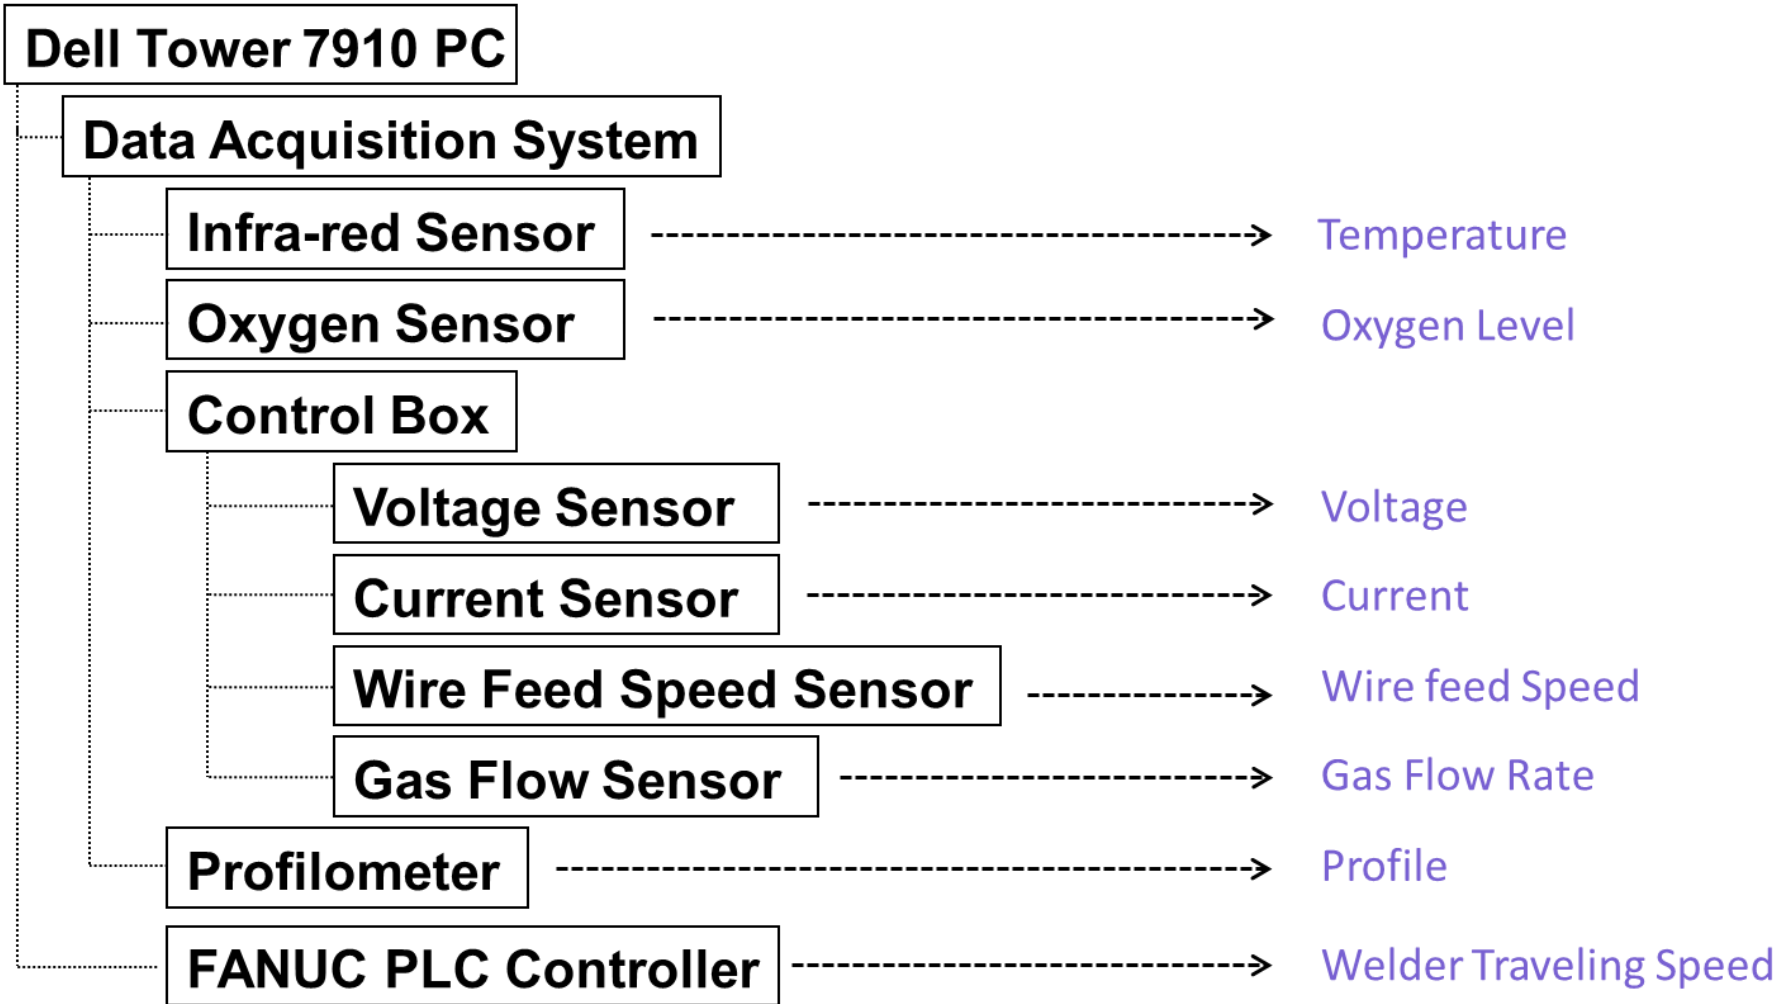 Dell Tower 7910 PC
Data Acquisition System
Infra-red Sensor Temperature
Oxygen Sensor Oxygen Level
Control Box
Voltage Sensor Voltage
Current Sensor Current
Wire Feed Speed Sensor Wire feed Speed
Gas Flow Sensor Gas Flow Rate
Profilometer Profile
FANUC PLC Controller Welder Traveling Speed